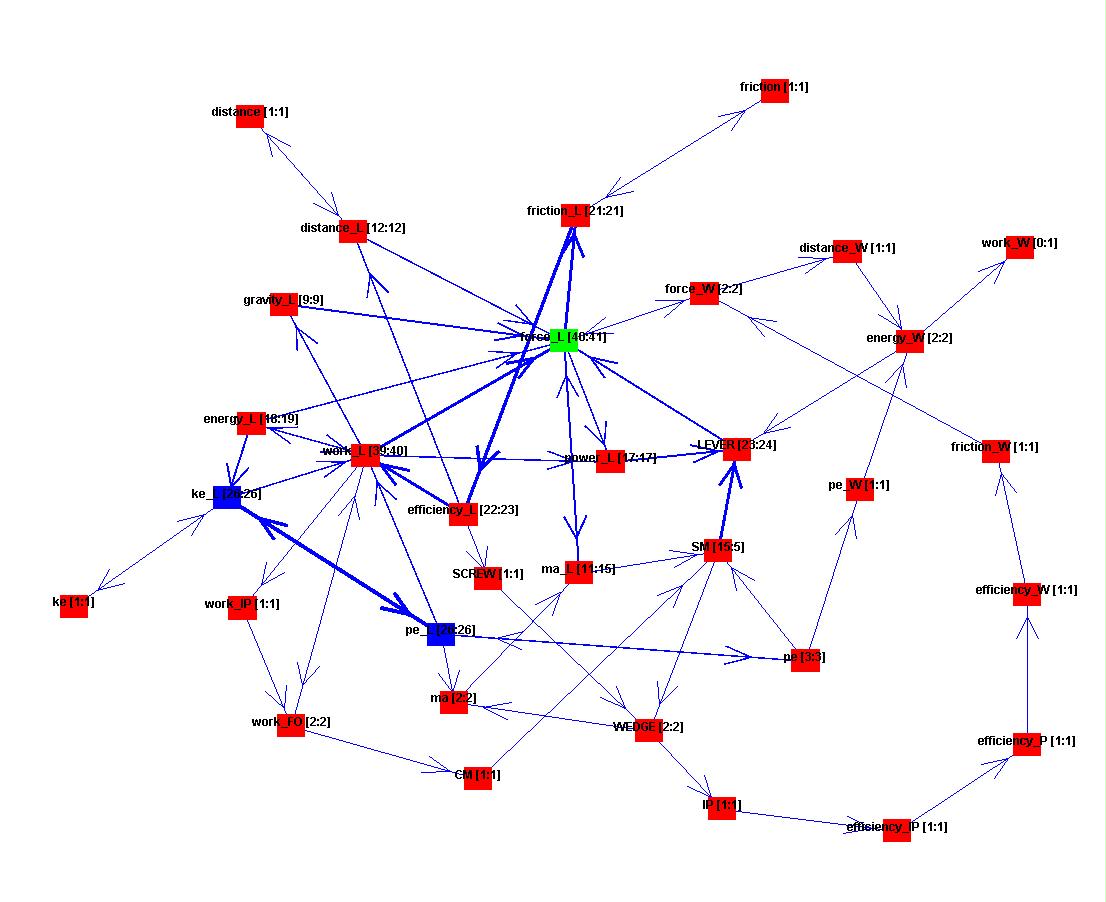 friction [1:1]
distance [1:1]
friction_L [21:21]
distance_L [12:12]
work_W [0:1]
distance_W [1:1]
force_W [2:2]
gravity_L [9:9]
force_L [40:41]
energy_W [2:2]
energy_L [18:19]
LEVER [23:24]
friction_W [1:1]
work_L [39:40]
power_L [17:17]
pe_W [1:1]
ke_L [26:26]
efficiency_L [22:23]
SM [15:5]
ma_L [11:15]
SCREW [1:1]
efficiency_W [1:1]
ke [1:1]
work_IP [1:1]
pe_L [26:26]
pe [3:3]
ma [2:2]
work_FO [2:2]
WEDGE [2:2]
efficiency_P [1:1]
CM [1:1]
IP [1:1]
efficiency_IP [1:1]